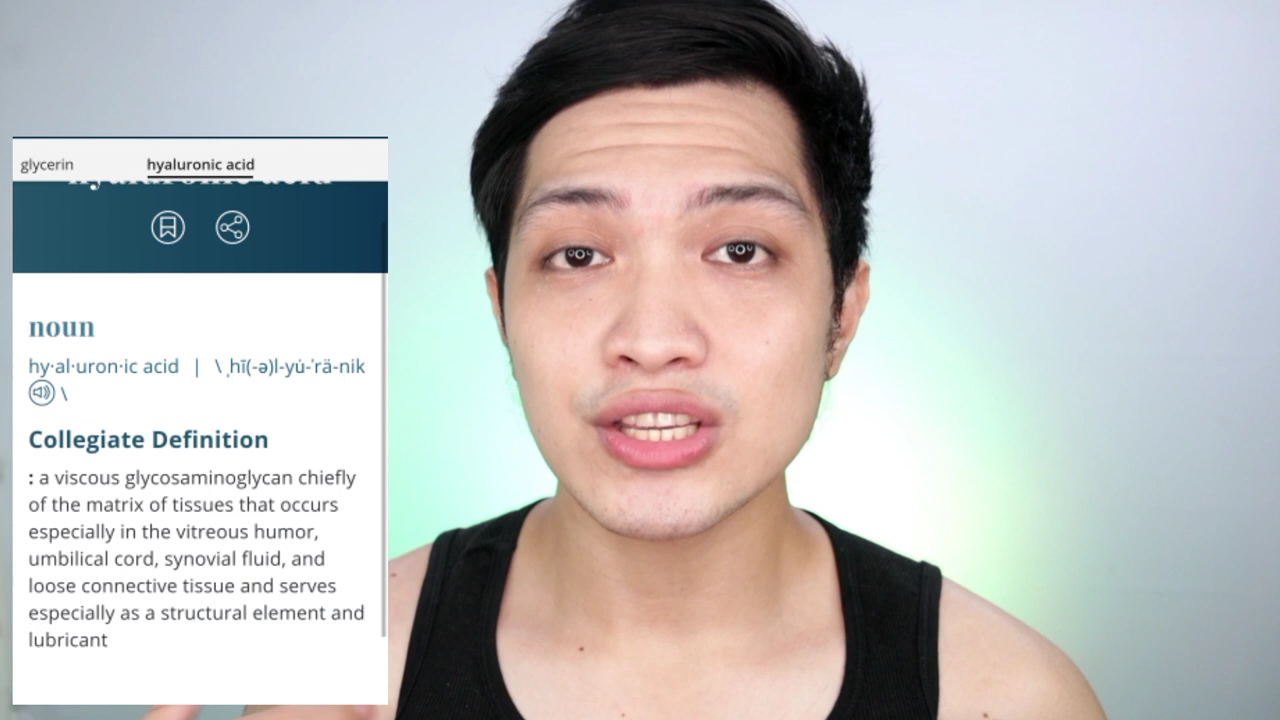 glycerin hyaluronic acid
hyaluronic acid
noun
hy·al·uron·ic acid | \ ˌhī(-ə)l-yu̇-ˈrä-nik
\
Collegiate Definition
: a viscous glycosaminoglycan chiefly
of the matrix of tissues that occurs
especially in the vitreous humor,
umbilical cord, synovial fluid, and
loose connective tissue and serves
especially as a structural element and
lubricant